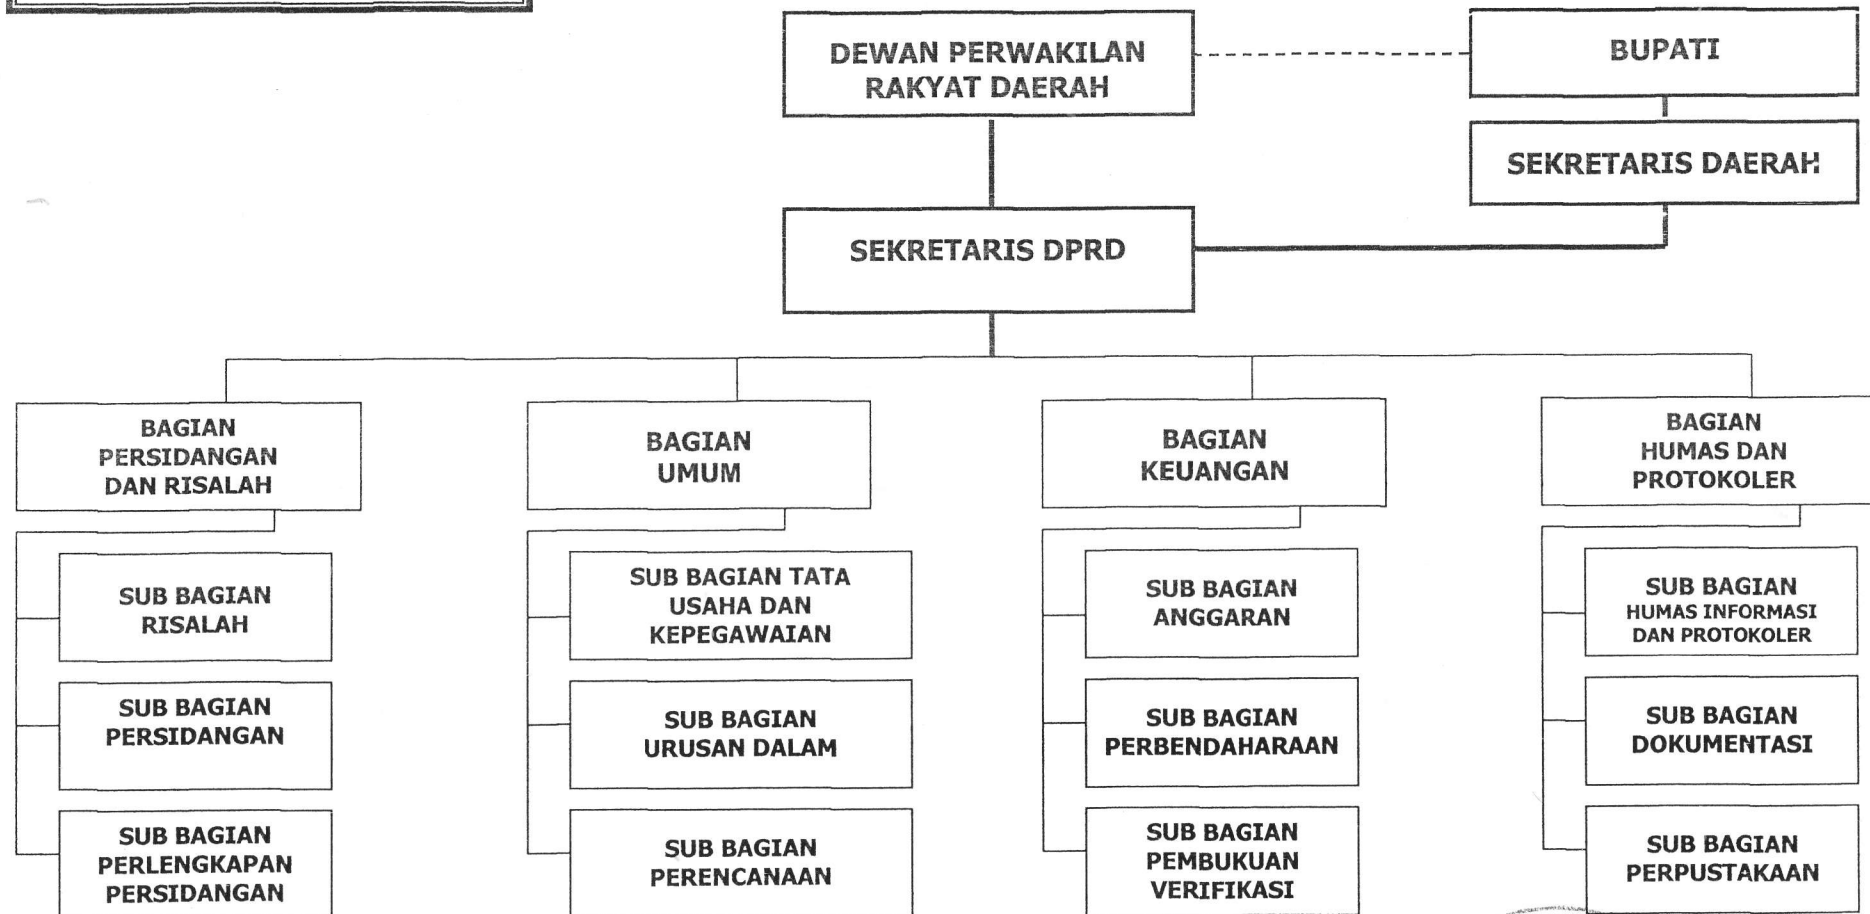 DEWAN PERWAKILAN
RAKYAT DAERAH
BUPATI
SEKRETARIS DAERAH
SEKRETARIS DPRD
BAGIAN
PERSIDANGAN
DAN RISALAH
BAGIAN
UMUM
BAGIAN
KEUANGAN
BAGIAN
HUMAS DAN
PROTOKOLER
SUB BAGIAN
RISALAH
SUB BAGIAN
PERSIDANGAN
SUB BAGIAN
PERLENGKAPAN
PERSIDANGAN
SUB BAGIAN TATA
USAHA DAN
KEPEGAWAIAN
SUB BAGIAN
URUSAN DALAM
SUB BAGIAN
PERENCANAAN
SUB BAGIAN
ANGGARAN
SUB BAGIAN
PERBENDAHARAAN
SUB BAGIAN
PEMBUKUAN
VERIFIKASI
SUB BAGIAN
HUMAS INFORMASI
DAN PROTOKOLER
SUB BAGIAN
DOKUMENTASI
SUB BAGIAN
PERPUSTAKAAN